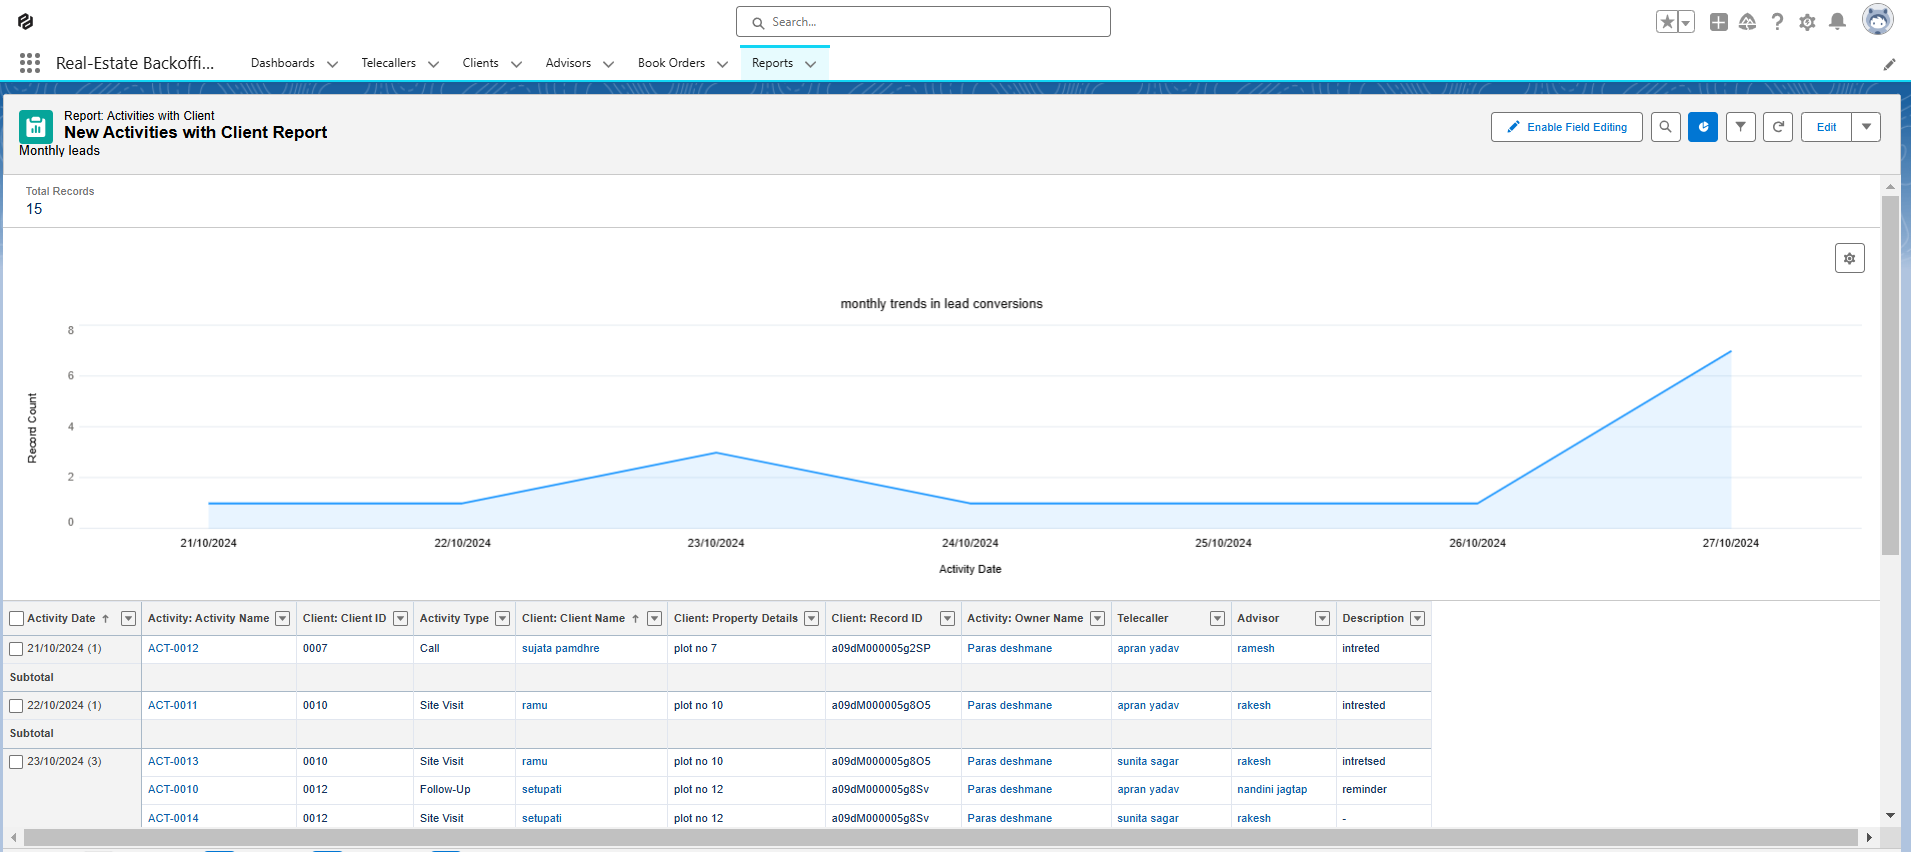 Search...
Real-Estate Backoffi...
Dashboards
Telecallers
Clients
Advisors
Book Orders
Reports
Report: Activities with Client
New Activities with Client Report
Monthly leads
Enable Field Editing
Edit
Total Records
15
monthly trends in lead conversions
8
6
4
2
0
Record Count
21/10/2024 22/10/2024 23/10/2024 24/10/2024 25/10/2024 26/10/2024 27/10/2024
Activity Date
Activity Date ↑ Activity: Activity Name Client: Client ID Activity Type Client: Client Name ↑ Client: Property Details Client: Record ID Activity: Owner Name Telecaller Advisor Description
21/10/2024 (1) ACT-0012 0007 Call sujata pamdhre plot no 7 a09dM000005g2SP Paras deshmane apran yadav ramesh intreted
Subtotal
22/10/2024 (1) ACT-0011 0010 Site Visit ramu plot no 10 a09dM000005g8O5 Paras deshmane apran yadav rakesh intrested
Subtotal
23/10/2024 (3) ACT-0013 0010 Site Visit ramu plot no 10 a09dM000005g8O5 Paras deshmane sunita sagar rakesh intretsed
ACT-0010 0012 Follow-Up setupati plot no 12 a09dM000005g8Sv Paras deshmane apran yadav nandini jagtap reminder
ACT-0014 0012 Site Visit setupati plot no 12 a09dM000005g8Sv Paras deshmane sunita sagar rakesh -